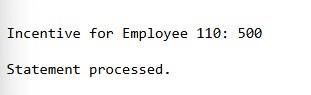 Incentive for Employee 110: 500
Statement processed.